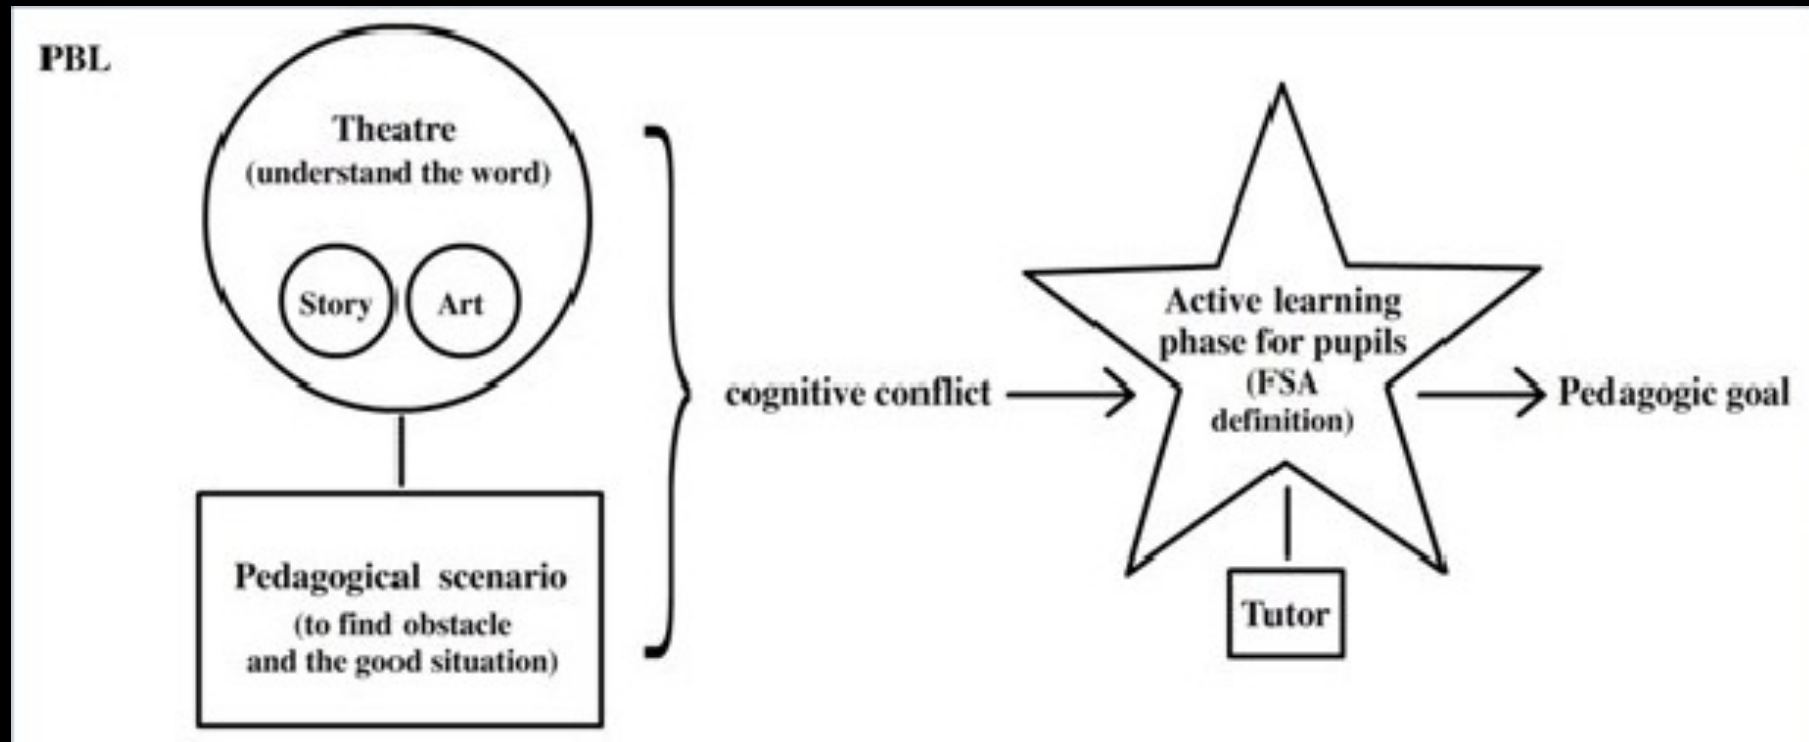 PBL
Theatre
(understand the word)
Story
Art
Pedagogical scenario
(to find obstacle
and the good situation)
cognitive conflict
Active learning
phase for pupils
(FSA
definition)
Tutor
Pedagogic goal